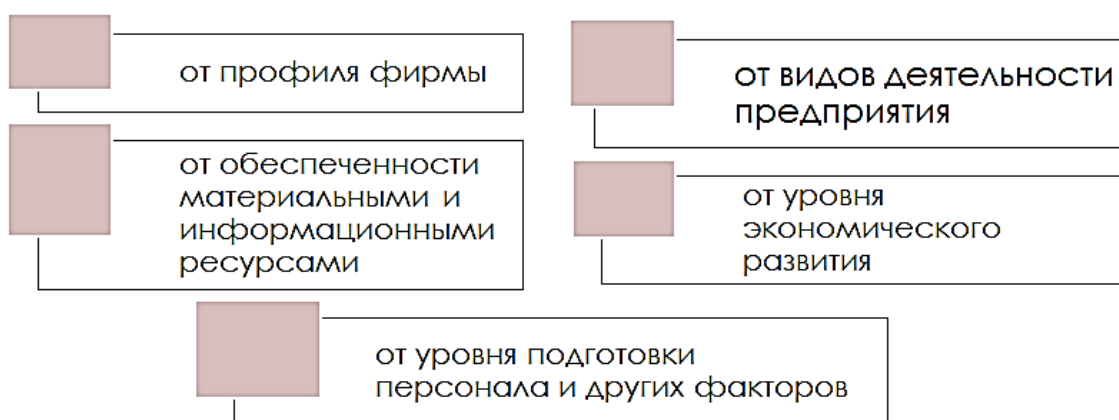 от профиля фирмы
от видов деятельности
предприятия
от обеспеченности
материальными и
информационными
ресурсами
от уровня
экономического
развития
от уровня подготовки
персонала и других факторов